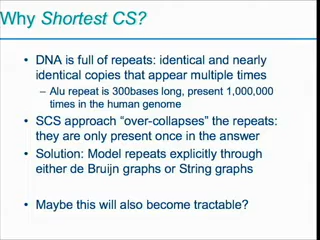 Why Shortest CS?
• DNA is full of repeats: identical and nearly
identical copies that appear multiple times
– Alu repeat is 300bases long, present 1,000,000
times in the human genome
• SCS approach "over-collapses" the repeats:
they are only present once in the answer
• Solution: Model repeats explicitly through
either de Bruijn graphs or String graphs
• Maybe this will also become tractable?